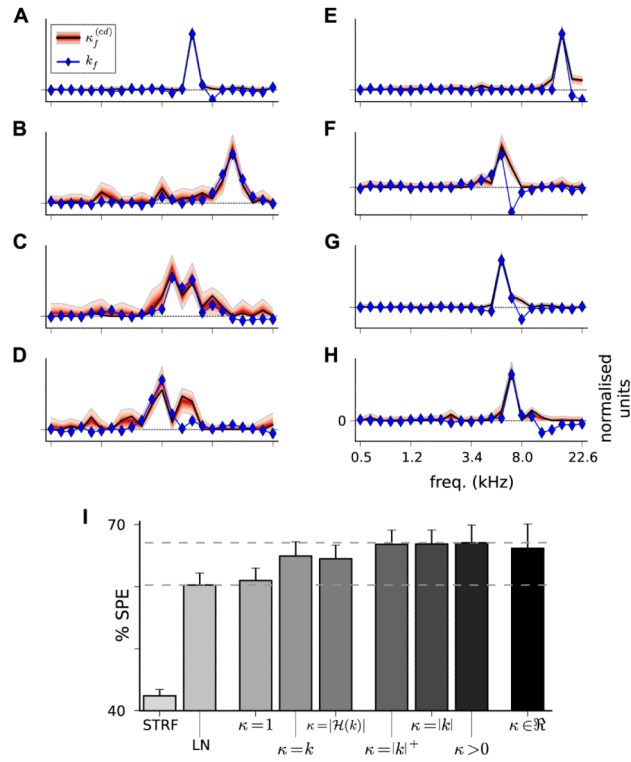 A
κ_f^(cd)
k_f
E
B
F
C
G
D
H
0
normalised units
0.5 1.2 3.4 8.0 22.6
freq. (kHz)
I
70
% SPE
40
STRF
LN
κ=1
κ=k
κ=|ℋ(k)|
κ=|k|⁺
κ=|k|
κ>0
κ∈ℜ